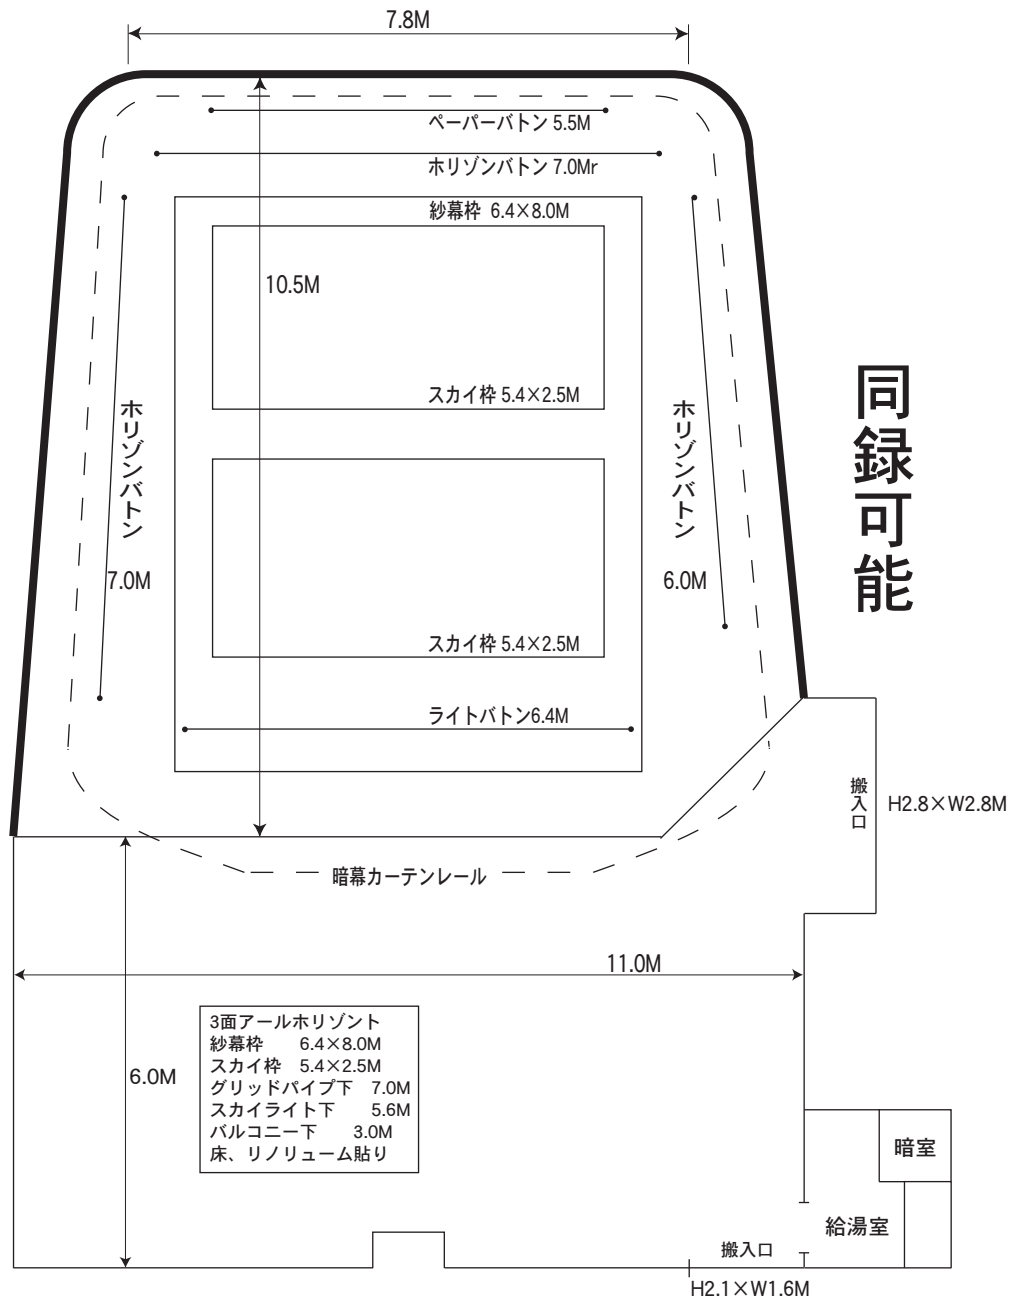 7.8M
ペーパーバトン 5.5M
ホリゾンバトン 7.0Mr
紗幕枠 6.4×8.0M
10.5M
スカイ枠 5.4×2.5M
ホリゾンバトン
7.0M
ホリゾンバトン
6.0M
同録可能
スカイ枠 5.4×2.5M
ライトバトン6.4M
搬入口
H2.8×W2.8M
暗幕カーテンレール
11.0M
6.0M
3面アールホリゾント
紗幕枠 6.4×8.0M
スカイ枠 5.4×2.5M
グリッドパイプ下 7.0M
スカイライト下 5.6M
バルコニー下 3.0M
床、リノリューム貼り
暗室
給湯室
搬入口
H2.1×W1.6M